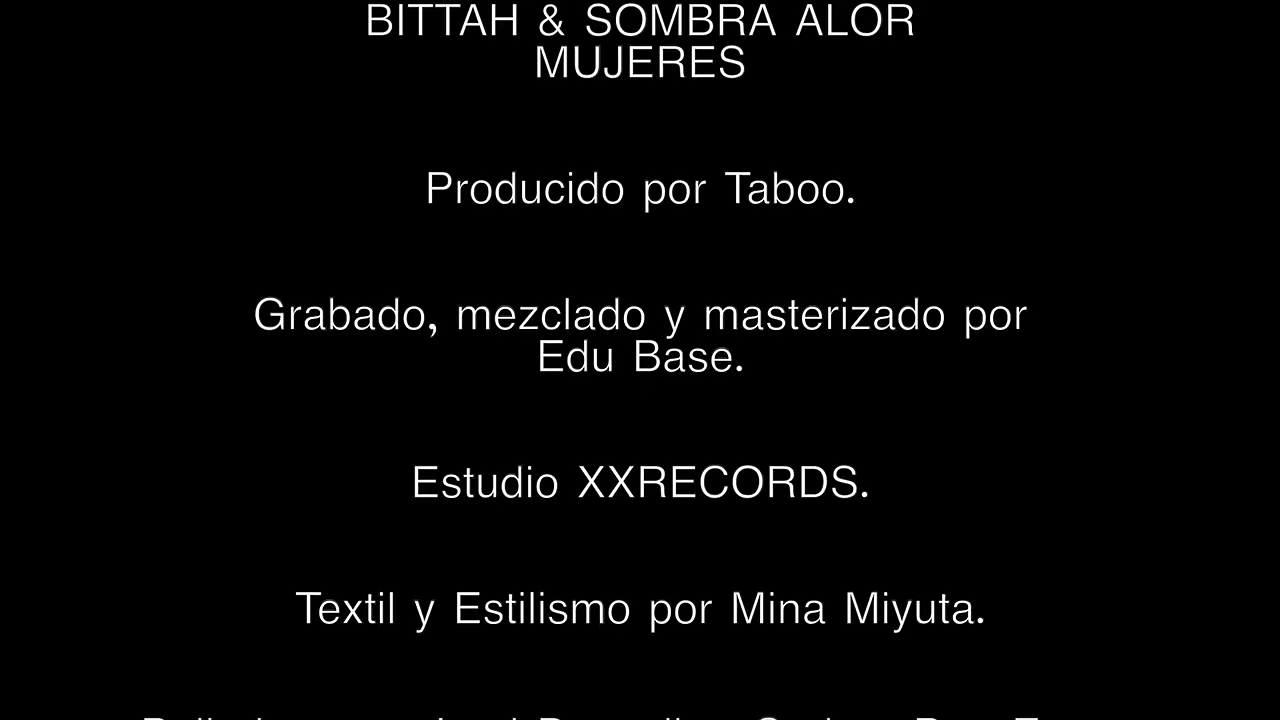 BITTAH & SOMBRA ALOR
MUJERES
Producido por Taboo.
Grabado, mezclado y masterizado por
Edu Base.
Estudio XXRECORDS.
Textil y Estilismo por Mina Miyuta.